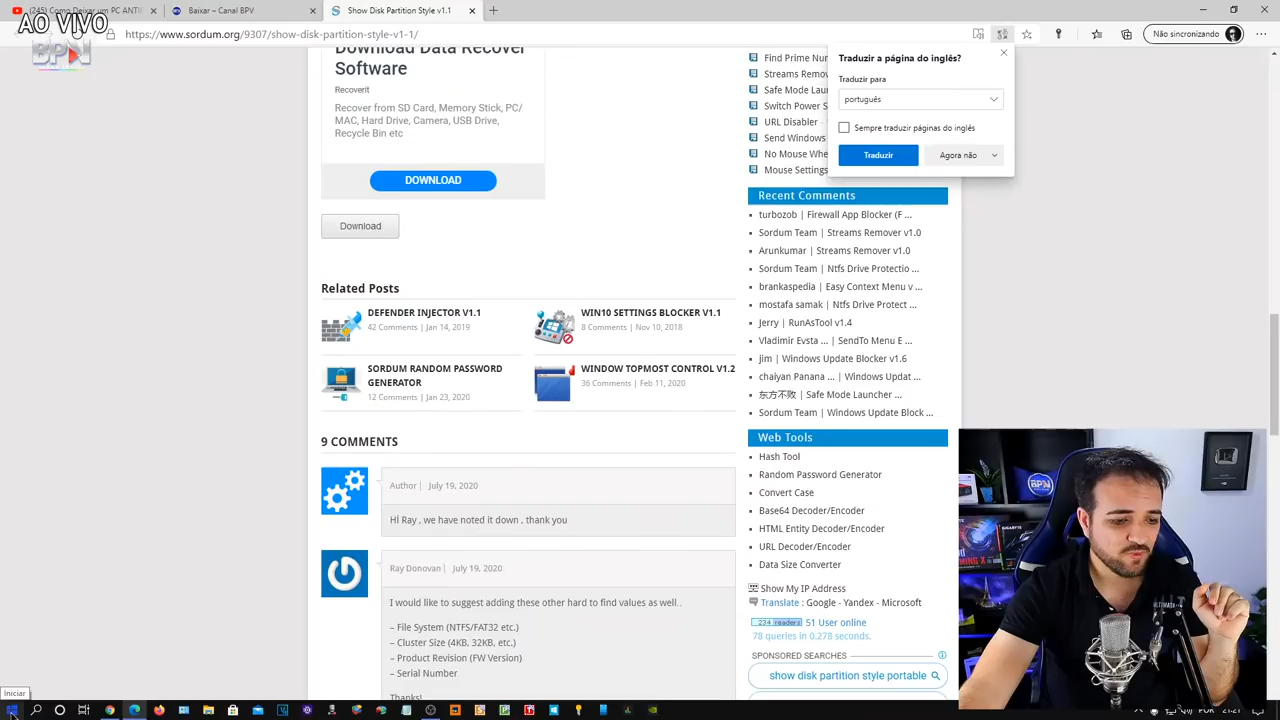 AO VIVO
BPN
(245) Como Deixar um PC ANTI
Baixar – Canal BPV
Show Disk Partition Style v1.1
https://www.sordum.org/9307/show-disk-partition-style-v1-1/
Não sincronizando
Download Data Recover
Software
Recoverit
Recover from SD Card, Memory Stick, PC/
MAC, Hard Drive, Camera, USB Drive,
Recycle Bin etc
DOWNLOAD
Download
Related Posts
DEFENDER INJECTOR V1.1
42 Comments | Jan 14, 2019
WIN10 SETTINGS BLOCKER V1.1
8 Comments | Nov 10, 2018
SORDUM RANDOM PASSWORD
GENERATOR
12 Comments | Jan 23, 2020
WINDOW TOPMOST CONTROL V1.2
36 Comments | Feb 11, 2020
9 COMMENTS
Author | July 19, 2020
Hİ Ray , we have noted it down , thank you
Ray Donovan | July 19, 2020
I would like to suggest adding these other hard to find values as well..
– File System (NTFS/FAT32 etc.)
– Cluster Size (4KB, 32KB, etc.)
– Product Revision (FW Version)
– Serial Number
Thanks!
Find Prime Nu
Streams Remov
Safe Mode Lau
Switch Power S
URL Disabler -
Send Windows
No Mouse Whe
Mouse Settings
Traduzir a página do inglês?
Traduzir para
português
Sempre traduzir páginas do inglês
Traduzir
Agora não
Recent Comments
turbozob | Firewall App Blocker (F ...
Sordum Team | Streams Remover v1.0
Arunkumar | Streams Remover v1.0
Sordum Team | Ntfs Drive Protectio ...
brankaspedia | Easy Context Menu v ...
mostafa samak | Ntfs Drive Protect ...
Jerry | RunAsTool v1.4
Vladimir Evsta ... | SendTo Menu E ...
jim | Windows Update Blocker v1.6
chaiyan Panana ... | Windows Updat ...
东方不败 | Safe Mode Launcher ...
Sordum Team | Windows Update Block ...
Web Tools
Hash Tool
Random Password Generator
Convert Case
Base64 Decoder/Encoder
HTML Entity Decoder/Encoder
URL Decoder/Encoder
Data Size Converter
Show My IP Address
Translate : Google - Yandex - Microsoft
234 readers 51 User online
78 queries in 0.278 seconds.
SPONSORED SEARCHES
show disk partition style portable
BPN
Iniciar